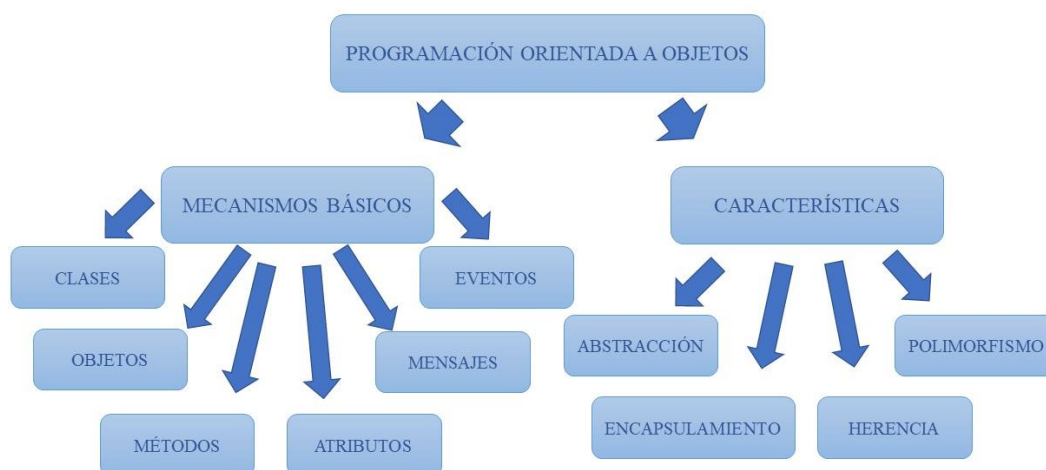 PROGRAMACIÓN ORIENTADA A OBJETOS
MECANISMOS BÁSICOS
CARACTERÍSTICAS
CLASES
EVENTOS
OBJETOS
MENSAJES
ABSTRACCIÓN
POLIMORFISMO
MÉTODOS
ATRIBUTOS
ENCAPSULAMIENTO
HERENCIA